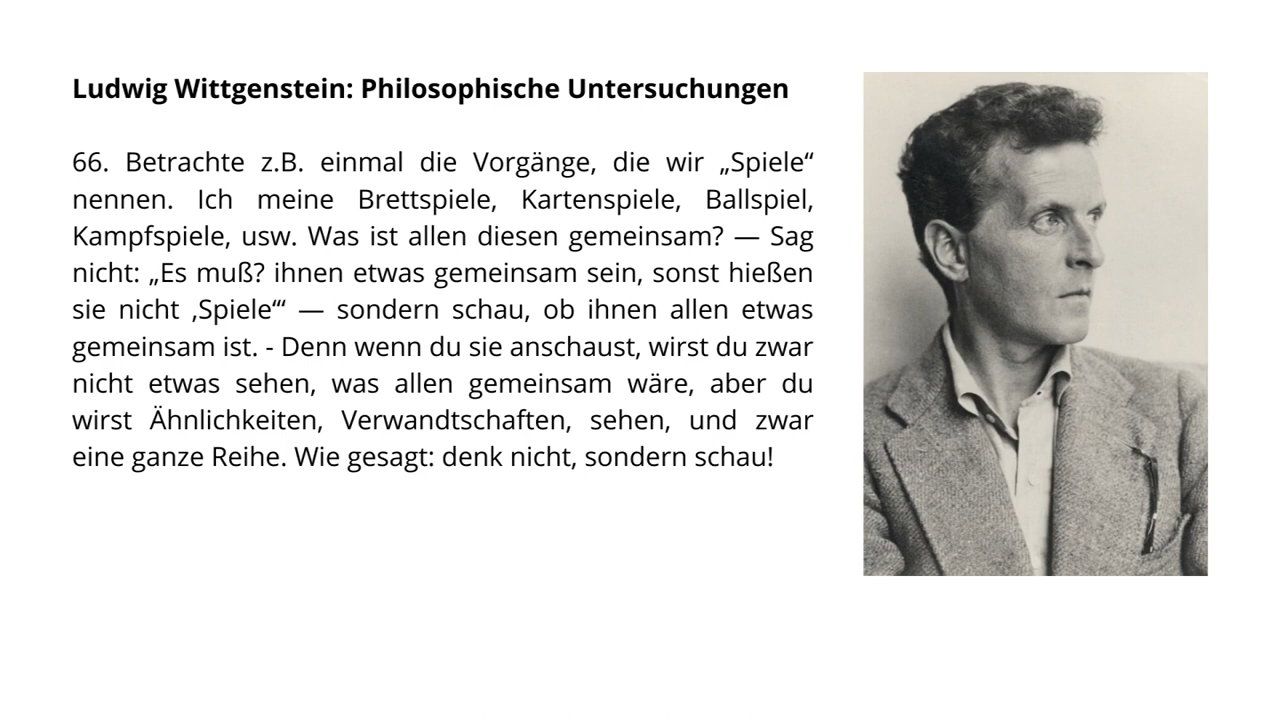 Ludwig Wittgenstein: Philosophische Untersuchungen
66. Betrachte z.B. einmal die Vorgänge, die wir „Spiele“
nennen. Ich meine Brettspiele, Kartenspiele, Ballspiel,
Kampfspiele, usw. Was ist allen diesen gemeinsam? — Sag
nicht: „Es muß? ihnen etwas gemeinsam sein, sonst hießen
sie nicht ‚Spiele‘“ — sondern schau, ob ihnen allen etwas
gemeinsam ist. - Denn wenn du sie anschaust, wirst du zwar
nicht etwas sehen, was allen gemeinsam wäre, aber du
wirst Ähnlichkeiten, Verwandtschaften, sehen, und zwar
eine ganze Reihe. Wie gesagt: denk nicht, sondern schau!